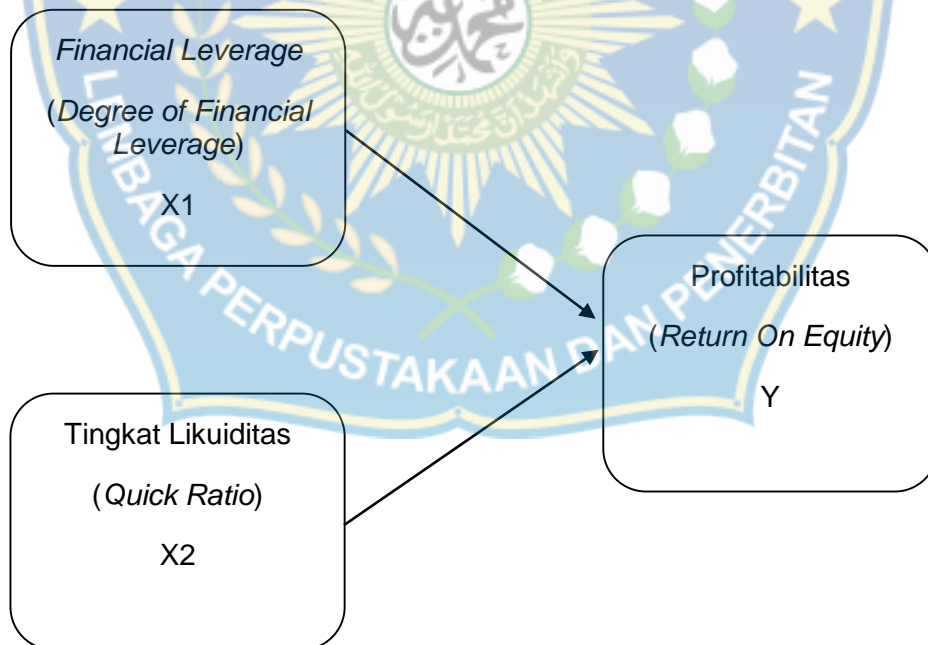 Financial Leverage
(Degree of Financial
Leverage)
X1
Profitabilitas
(Return On Equity)
Y
Tingkat Likuiditas
(Quick Ratio)
X2
LEMBAGA PERPUSTAKAAN DAN PENERBITAN